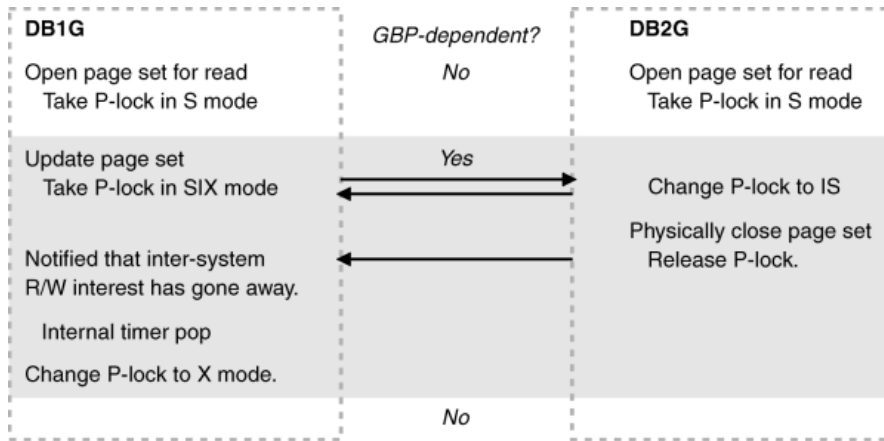 DB1G
GBP-dependent?
DB2G
Open page set for read
Take P-lock in S mode
No
Open page set for read
Take P-lock in S mode
Update page set
Take P-lock in SIX mode
Yes
Change P-lock to IS
Physically close page set
Release P-lock.
Notified that inter-system
R/W interest has gone away.
Internal timer pop
Change P-lock to X mode.
No